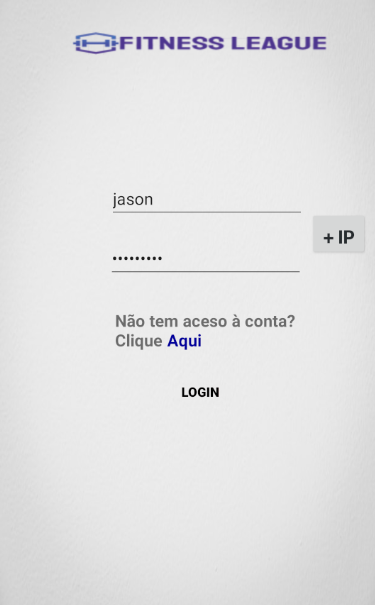 FITNESS LEAGUE
jason
+ IP
•••••••••
Não tem aceso à conta?
Clique Aqui
LOGIN